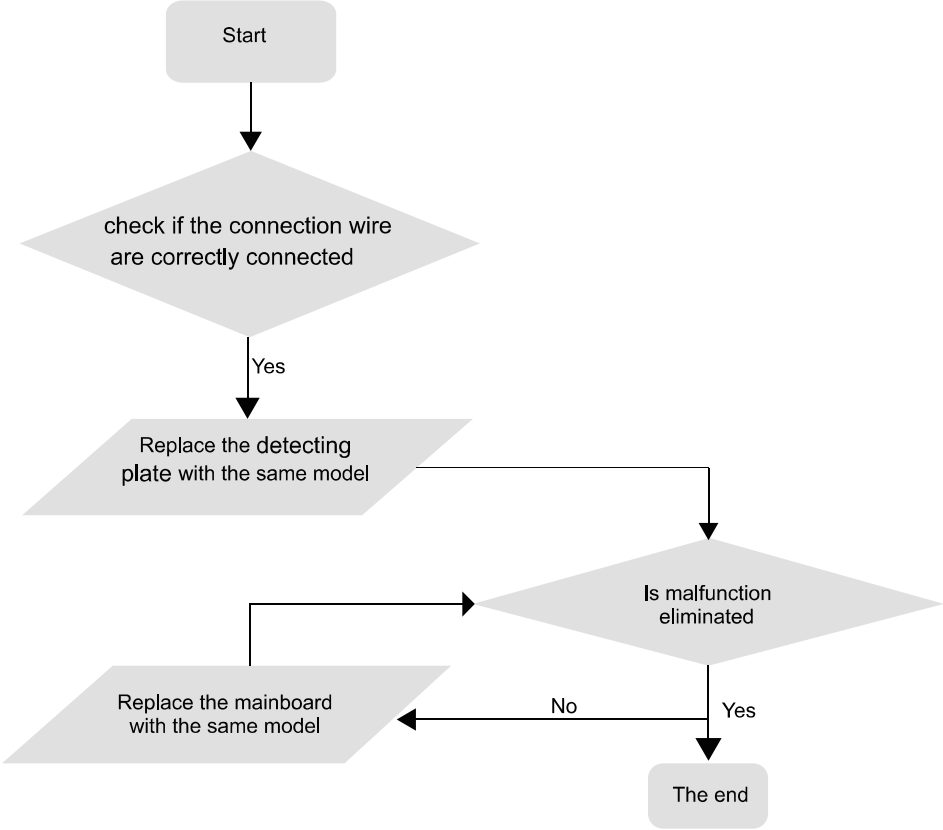 Start
check if the connection wire
are correctly connected
Yes
Replace the detecting
plate with the same model
Is malfunction
eliminated
Replace the mainboard
with the same model
No
Yes
The end